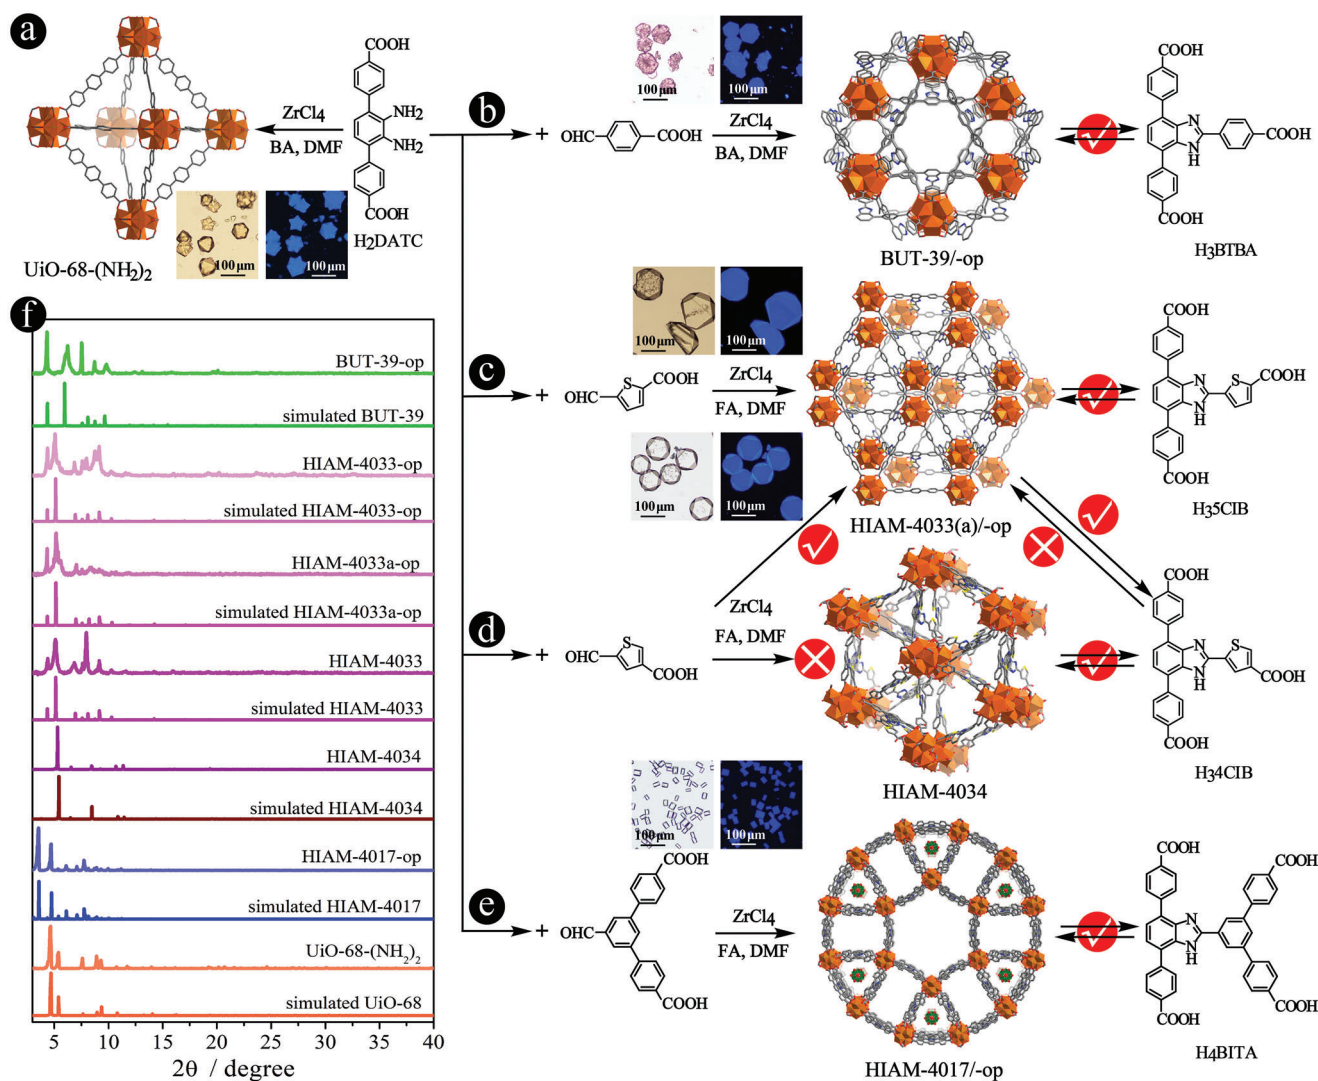 a
COOH
NH2
NH2
COOH
H2DATC
ZrCl4
BA, DMF
100μm
100μm
UiO-68-(NH2)2
b
+ OHC
COOH
100μm
100μm
ZrCl4
BA, DMF
BUT-39/-op
COOH
N
N
H
COOH
COOH
H3BTBA
c
+ OHC
S
COOH
100μm
100μm
ZrCl4
FA, DMF
100μm
100μm
HIAM-4033(a)/-op
COOH
N
N
H
S
COOH
COOH
H35CIB
d
+ OHC
S
COOH
ZrCl4
FA, DMF
HIAM-4034
COOH
N
N
H
S
COOH
COOH
H34CIB
e
+ OHC
COOH
COOH
100μm
100μm
ZrCl4
FA, DMF
HIAM-4017/-op
COOH
COOH
N
N
H
COOH
COOH
H4BITA
f
BUT-39-op
simulated BUT-39
HIAM-4033-op
simulated HIAM-4033-op
HIAM-4033a-op
simulated HIAM-4033a-op
HIAM-4033
simulated HIAM-4033
HIAM-4034
simulated HIAM-4034
HIAM-4017-op
simulated HIAM-4017
UiO-68-(NH2)2
simulated UiO-68
5 10 15 20 25 30 35 40
2θ / degree